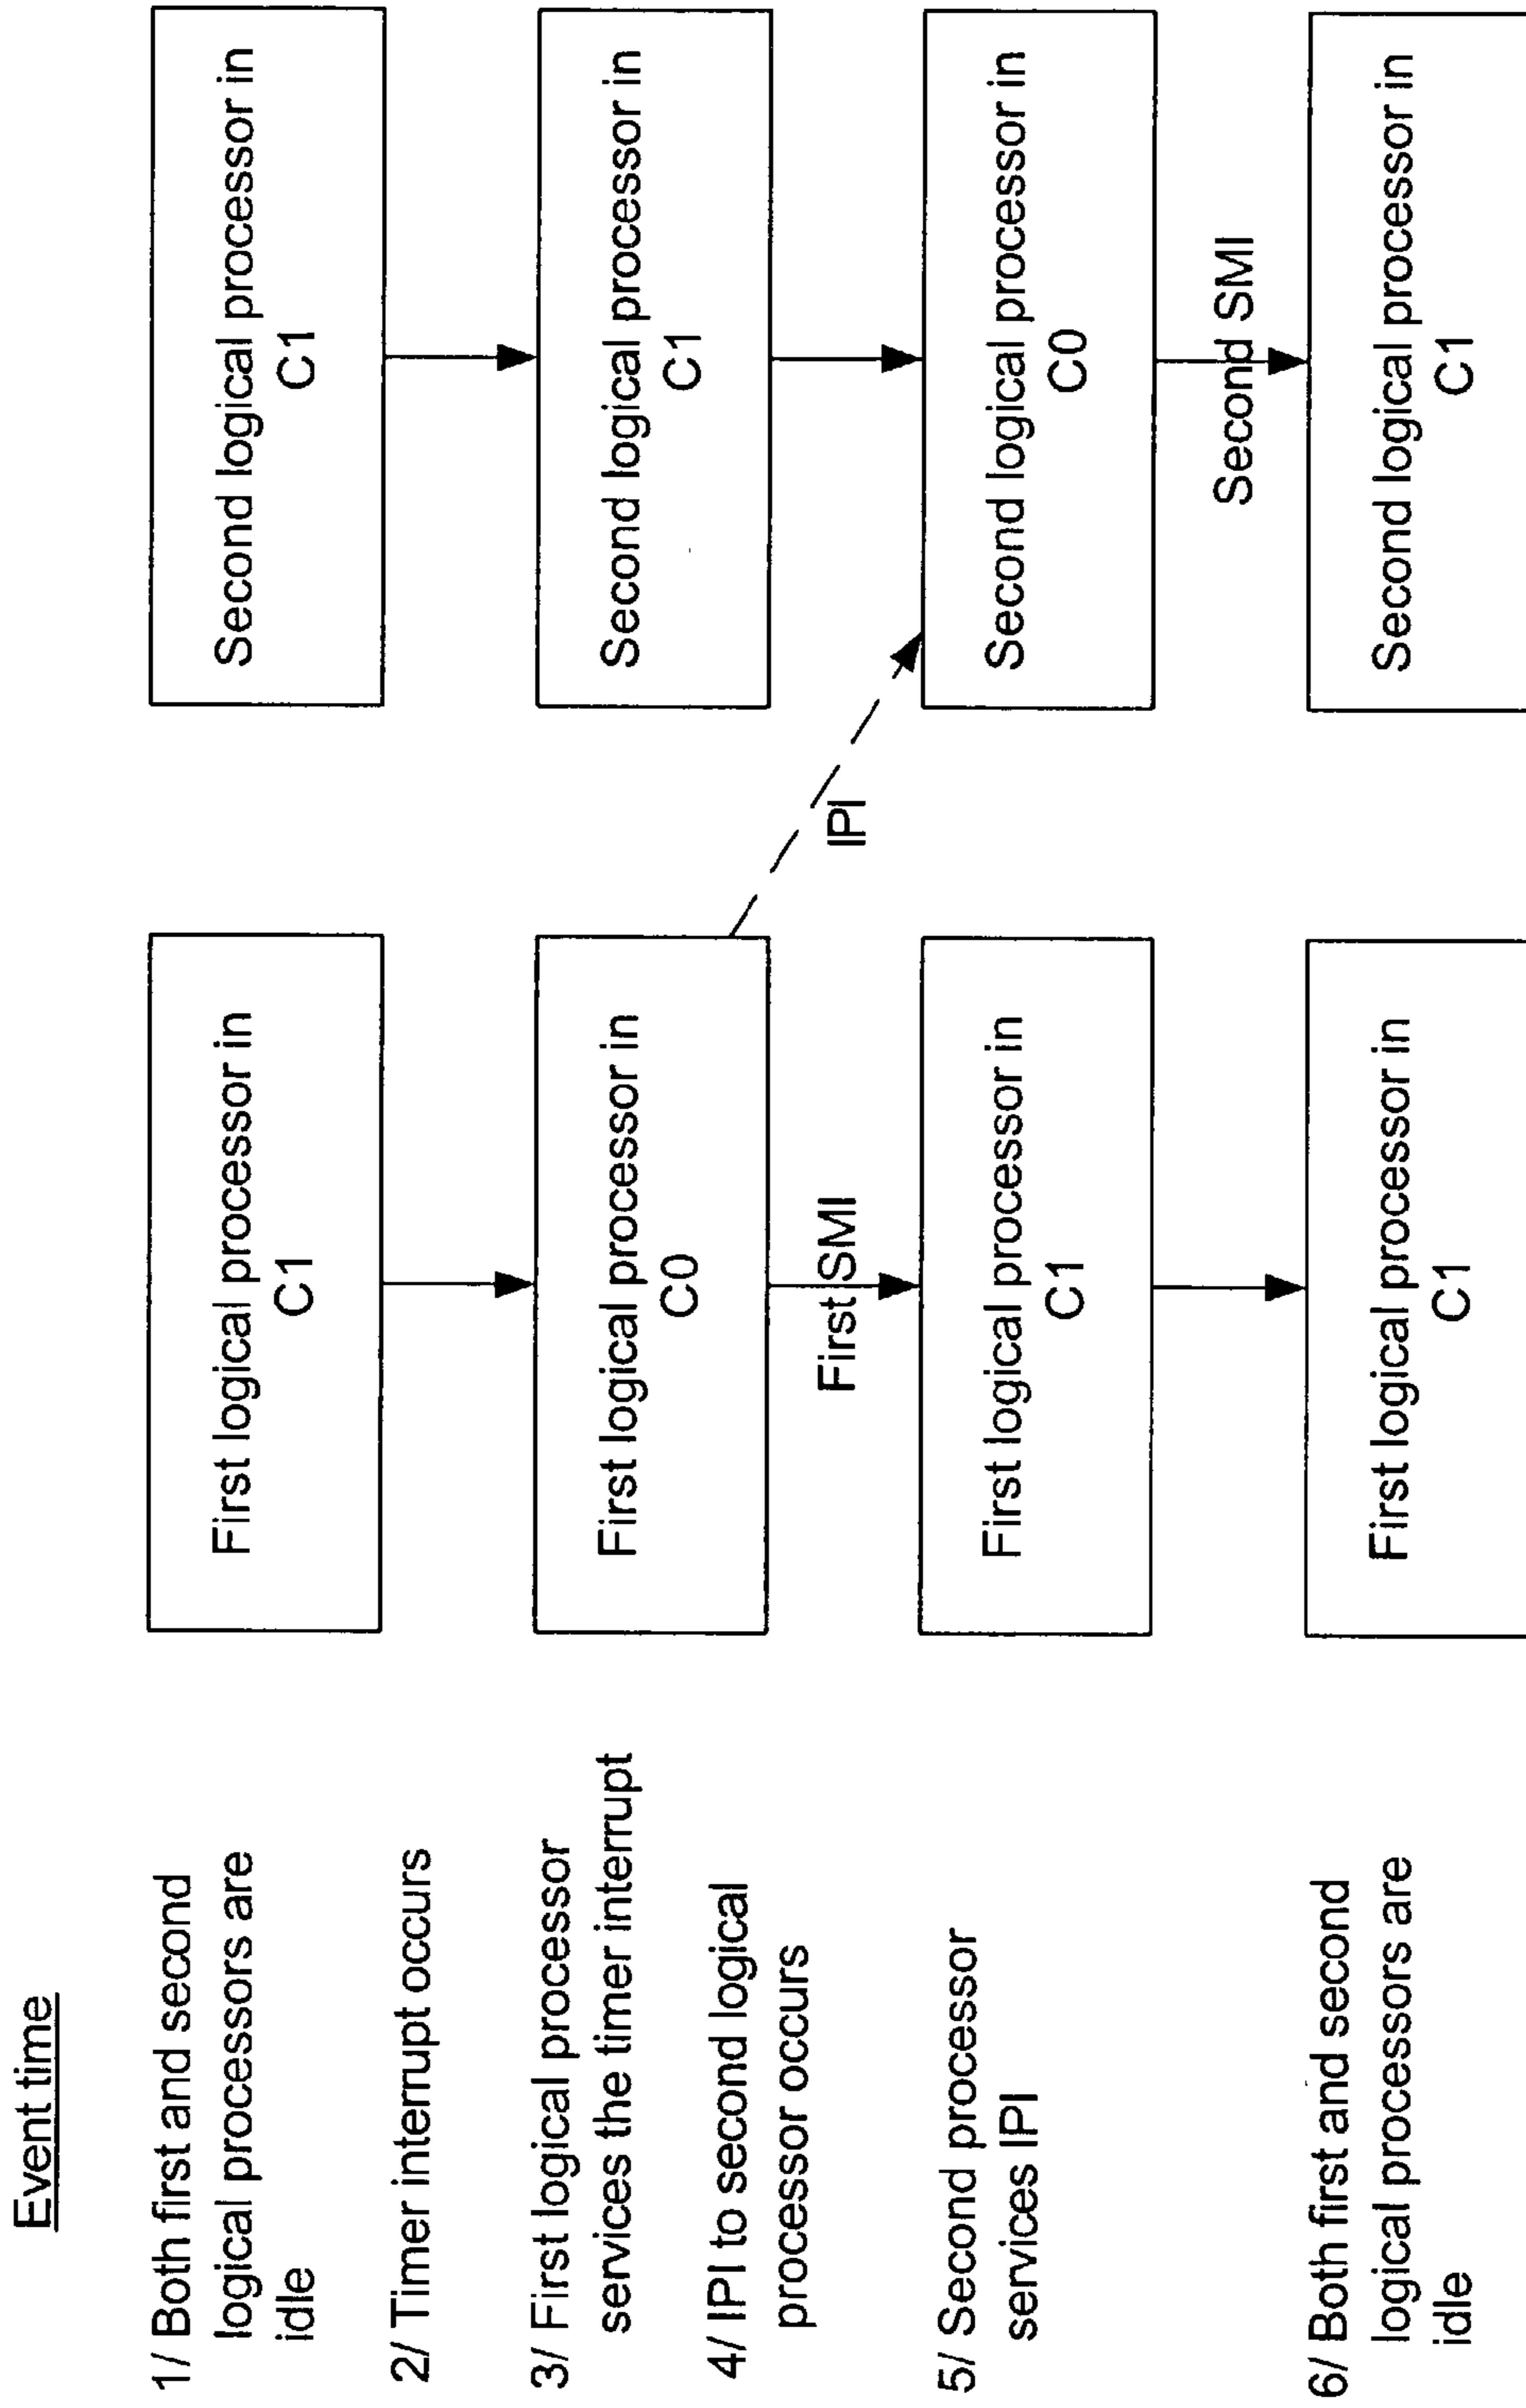 Event time
1/ Both first and second
logical processors are
idle
First logical processor in
C1
Second logical processor in
C1
2/ Timer interrupt occurs
3/ First logical processor
services the timer interrupt
First logical processor in
C0
Second logical processor in
C1
4/ IPI to second logical
processor occurs
First SMI
IPI
5/ Second processor
services IPI
First logical processor in
C1
Second logical processor in
C0
Second SMI
6/ Both first and second
logical processors are
idle
First logical processor in
C1
Second logical processor in
C1